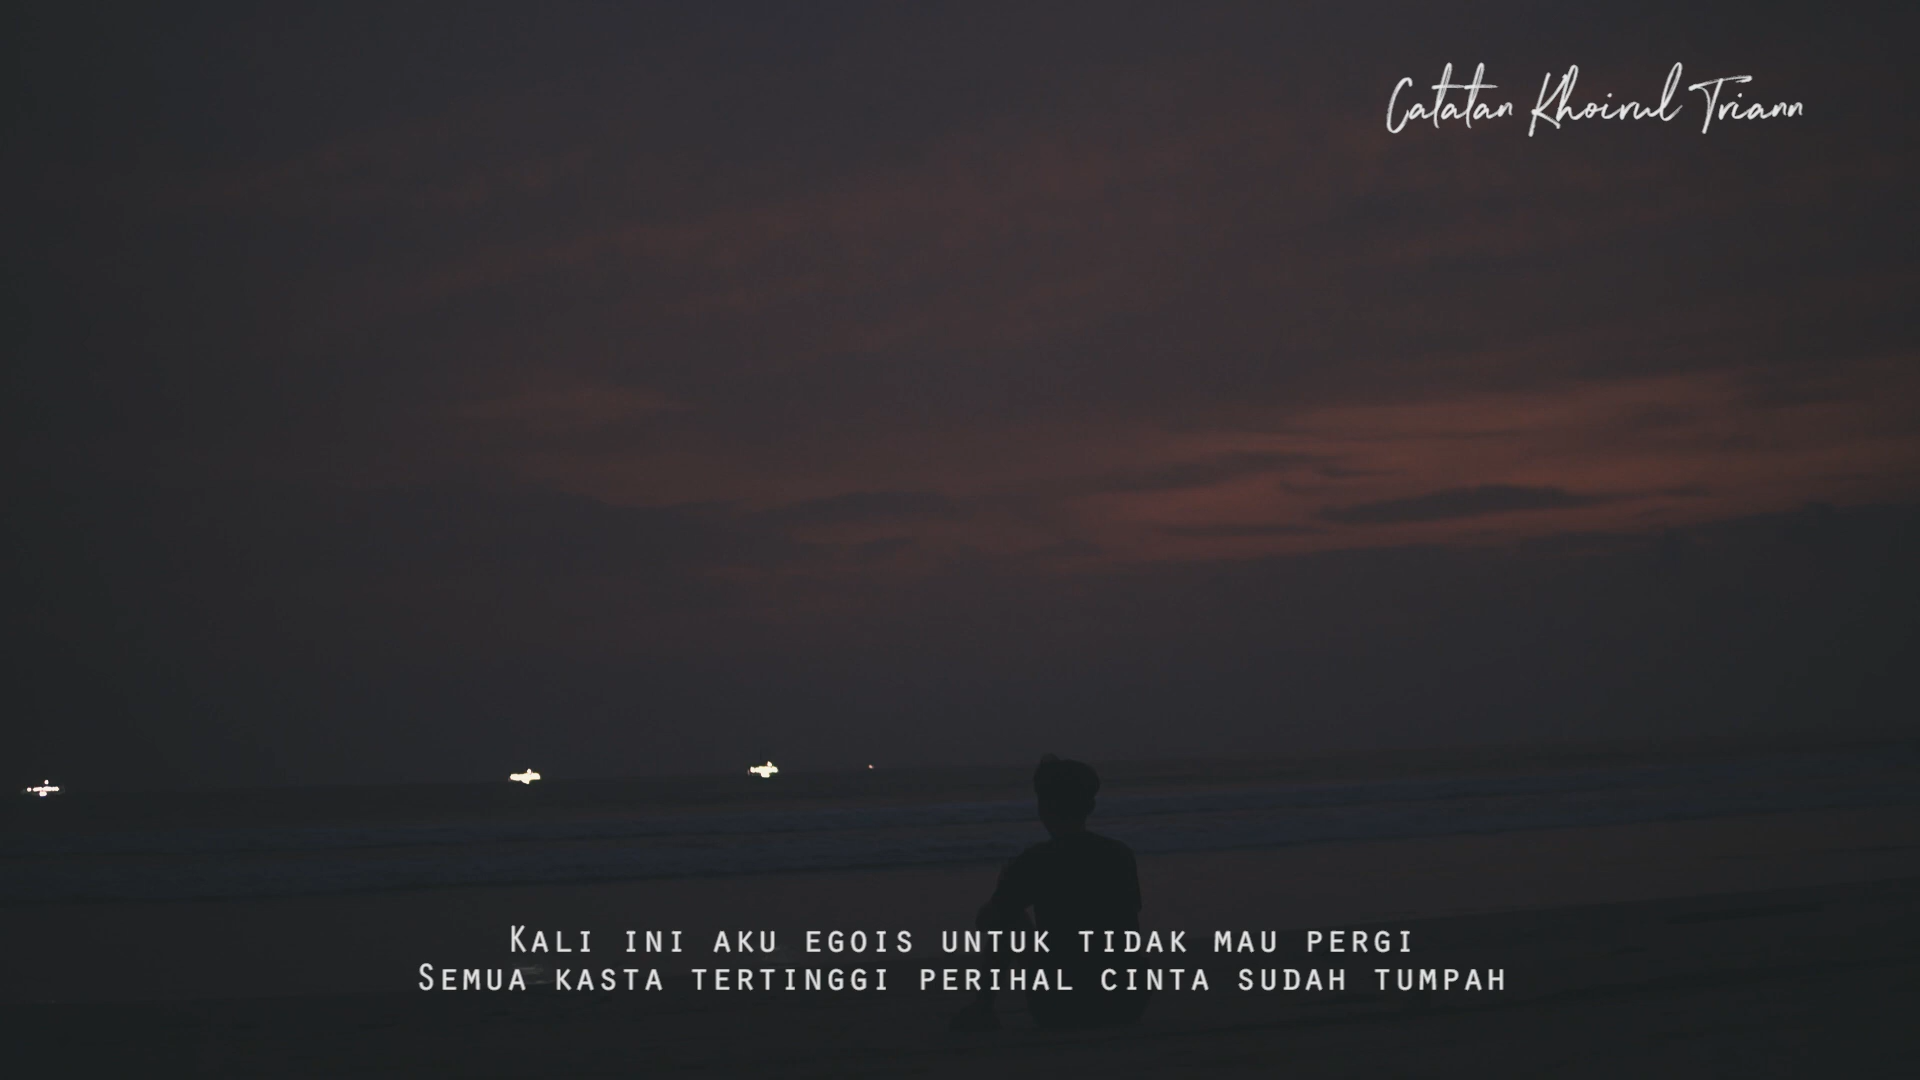 Catatan Khoirul Triann
Kali ini aku egois untuk tidak mau pergi
Semua kasta tertinggi perihal cinta sudah tumpah